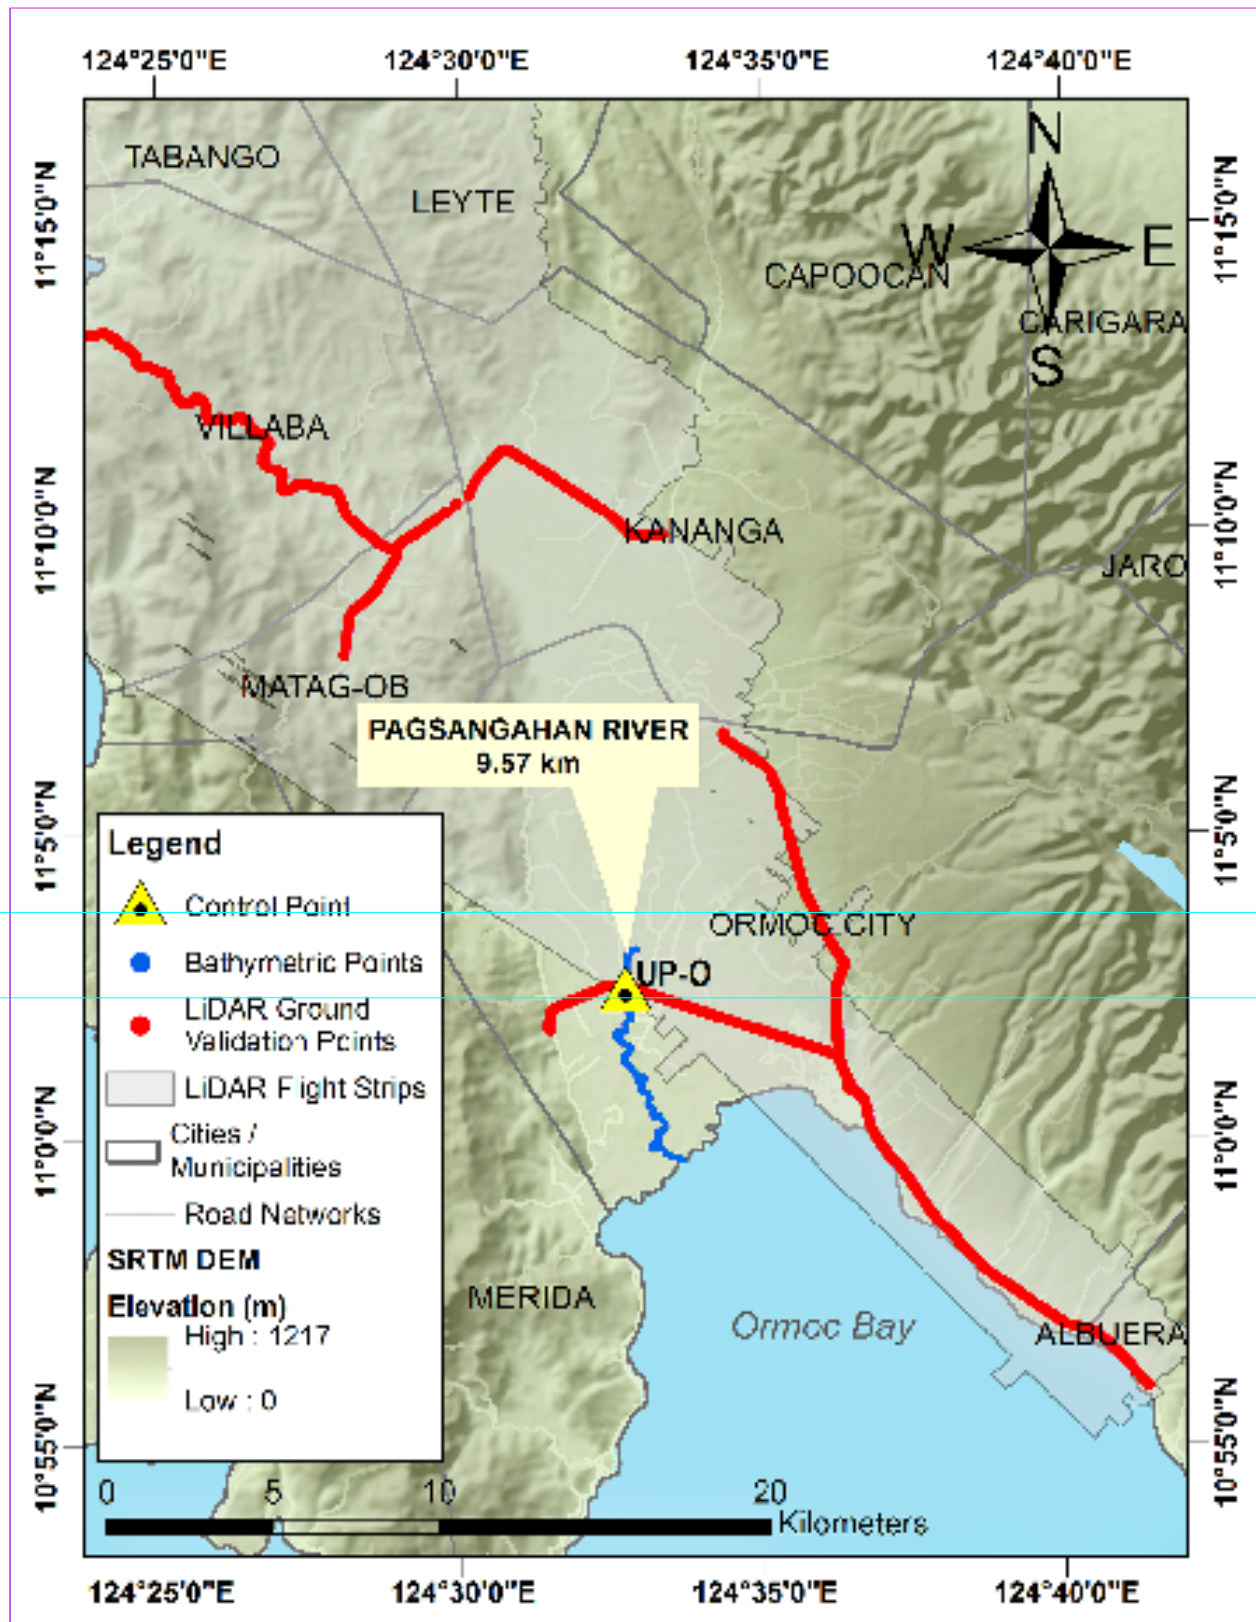 124°25'0"E 124°30'0"E 124°35'0"E 124°40'0"E
N
TABANGO
LEYTE
11°15'0"N
11°15'0"N
W
E
CAPOOCAN
CARIGARA
S
VILLABA
11°10'0"N
11°10'0"N
KANANGA
JARO
MATAG-OB
PAGSANGAHAN RIVER
9.57 km
11°5'0"N
11°5'0"N
ORMOC CITY
UP-O
Legend
Control Point
Bathymetric Points
LiDAR Ground
Validation Points
LiDAR Flight Strips
Cities /
Municipalities
Road Networks
SRTM DEM
Elevation (m)
High : 1217
Low : 0
11°0'0"N
11°0'0"N
MERIDA
Ormoc Bay
ALBUERA
10°55'0"N
10°55'0"N
0 5 10 20
Kilometers
124°25'0"E 124°30'0"E 124°35'0"E 124°40'0"E